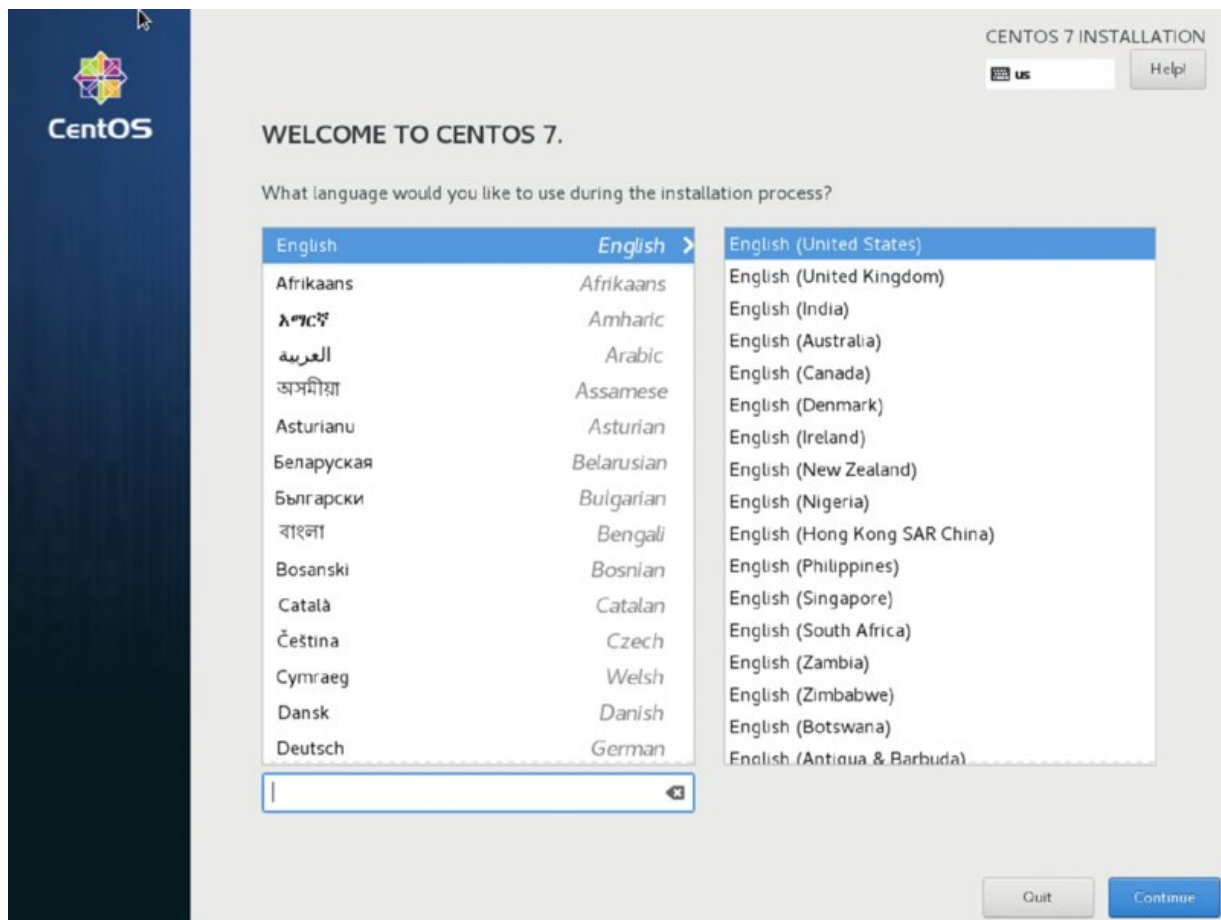 CentOS
CENTOS 7 INSTALLATION
us
Help!
WELCOME TO CENTOS 7.
What language would you like to use during the installation process?
English English
Afrikaans Afrikaans
አማርኛ Amharic
العربية Arabic
অসমীয়া Assamese
Asturianu Asturian
Беларуская Belarusian
Български Bulgarian
বাংলা Bengali
Bosanski Bosnian
Català Catalan
Čeština Czech
Cymraeg Welsh
Dansk Danish
Deutsch German
English (United States)
English (United Kingdom)
English (India)
English (Australia)
English (Canada)
English (Denmark)
English (Ireland)
English (New Zealand)
English (Nigeria)
English (Hong Kong SAR China)
English (Philippines)
English (Singapore)
English (South Africa)
English (Zambia)
English (Zimbabwe)
English (Botswana)
English (Antigua & Barbuda)
Quit
Continue